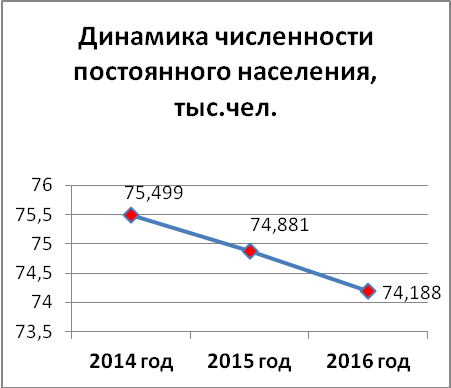 Динамика численности
постоянного населения,
тыс.чел.
76
75,5
75
74,5
74
73,5
75,499
74,881
74,188
2014 год
2015 год
2016 год